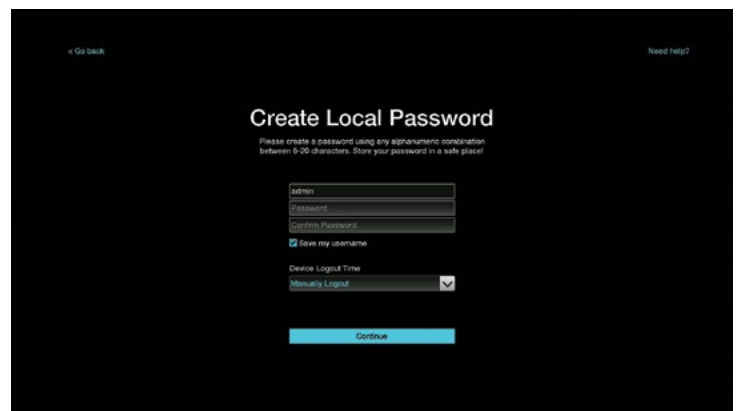 < Go back
Need help?
Create Local Password
Please create a password using any alphanumeric combination
between 6-20 characters. Store your password in a safe place!
admin
Password
Confirm Password
Save my username
Device Logout Time
Manually Logout
Continue